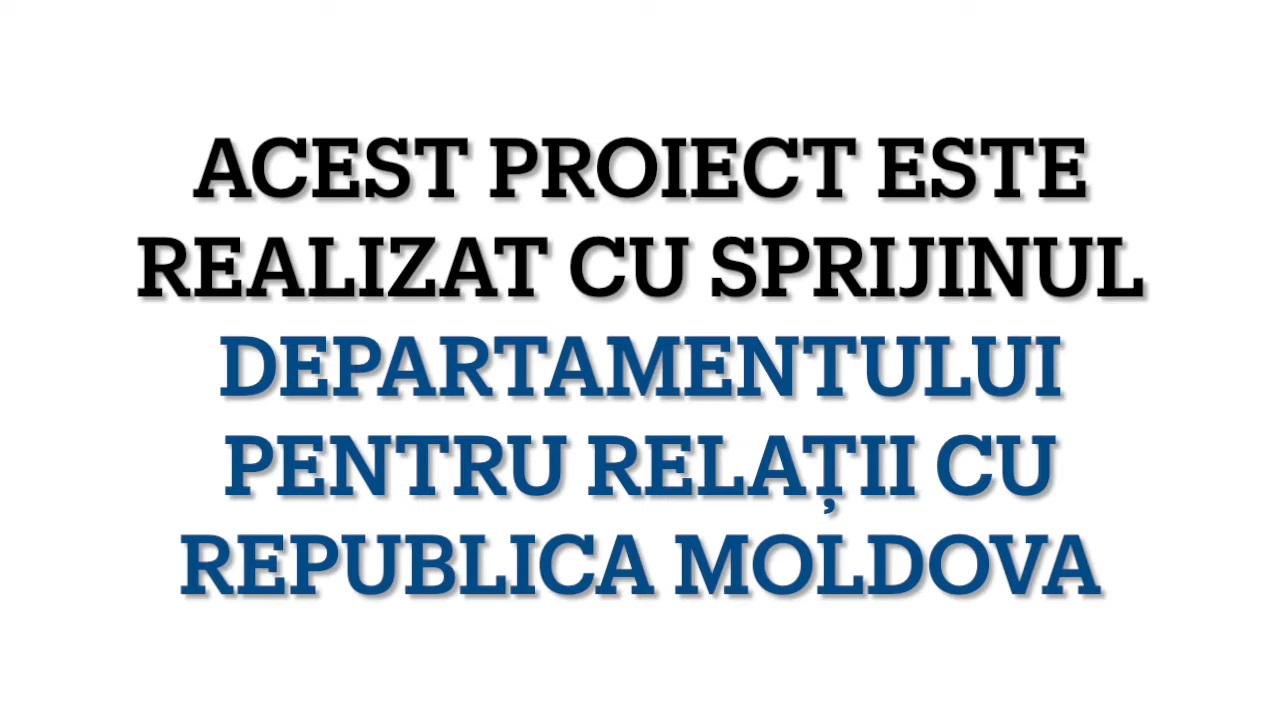 ACEST PROIECT ESTE
REALIZAT CU SPRIJINUL
DEPARTAMENTULUI
PENTRU RELAȚII CU
REPUBLICA MOLDOVA